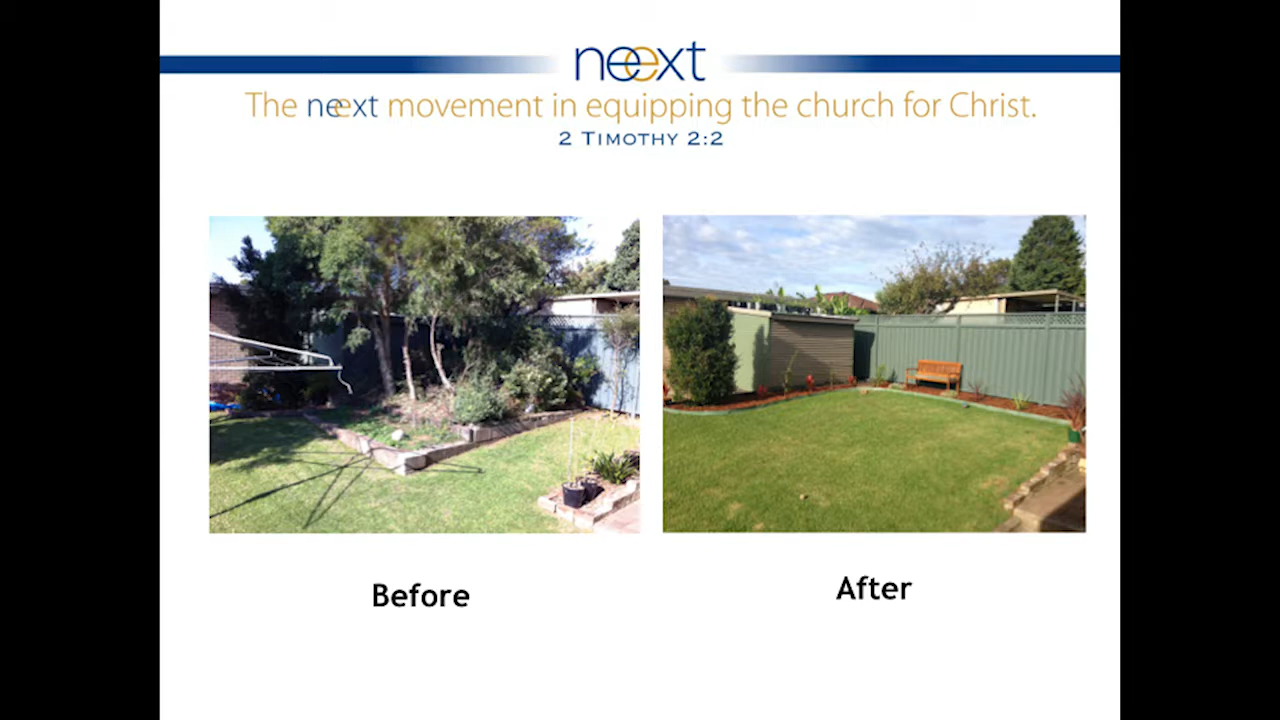 neext
The neext movement in equipping the church for Christ.
2 Timothy 2:2
Before
After